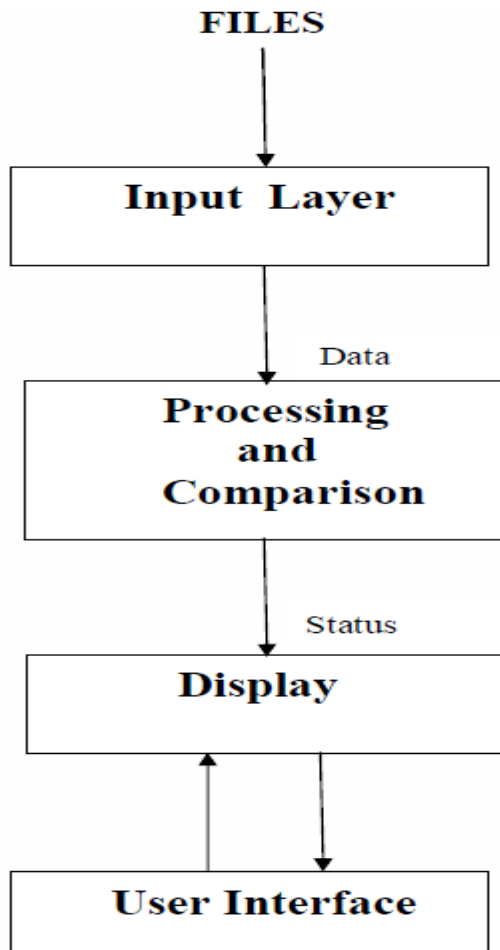 FILES
Input Layer
Data
Processing
and
Comparison
Status
Display
User Interface